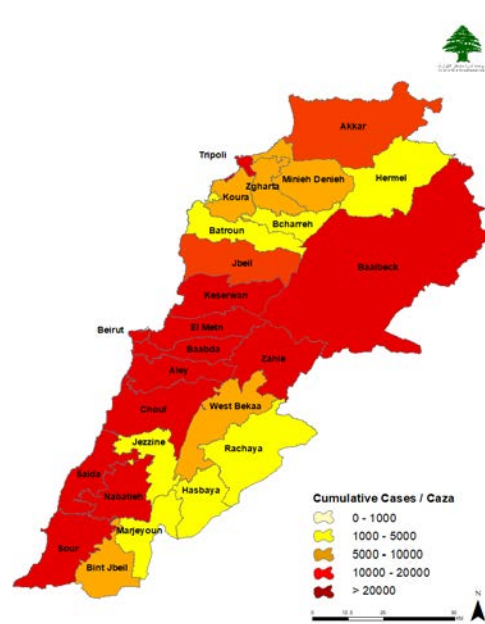 Akkar
Tripoli
Hermel
Minieh Denieh
Zgharta
Koura
Bcharreh
Batroun
Jbeil
Baalbeck
Keserwan
Beirut
El Metn
Baabda
Zahle
Aley
Chouf
West Bekaa
Jezzine
Rachaya
Saida
Hasbaya
Nabatieh
Marjeyoun
Sour
Bint Jbeil
Cumulative Cases / Caza
0 - 1000
1000 - 5000
5000 - 10000
10000 - 20000
> 20000
N